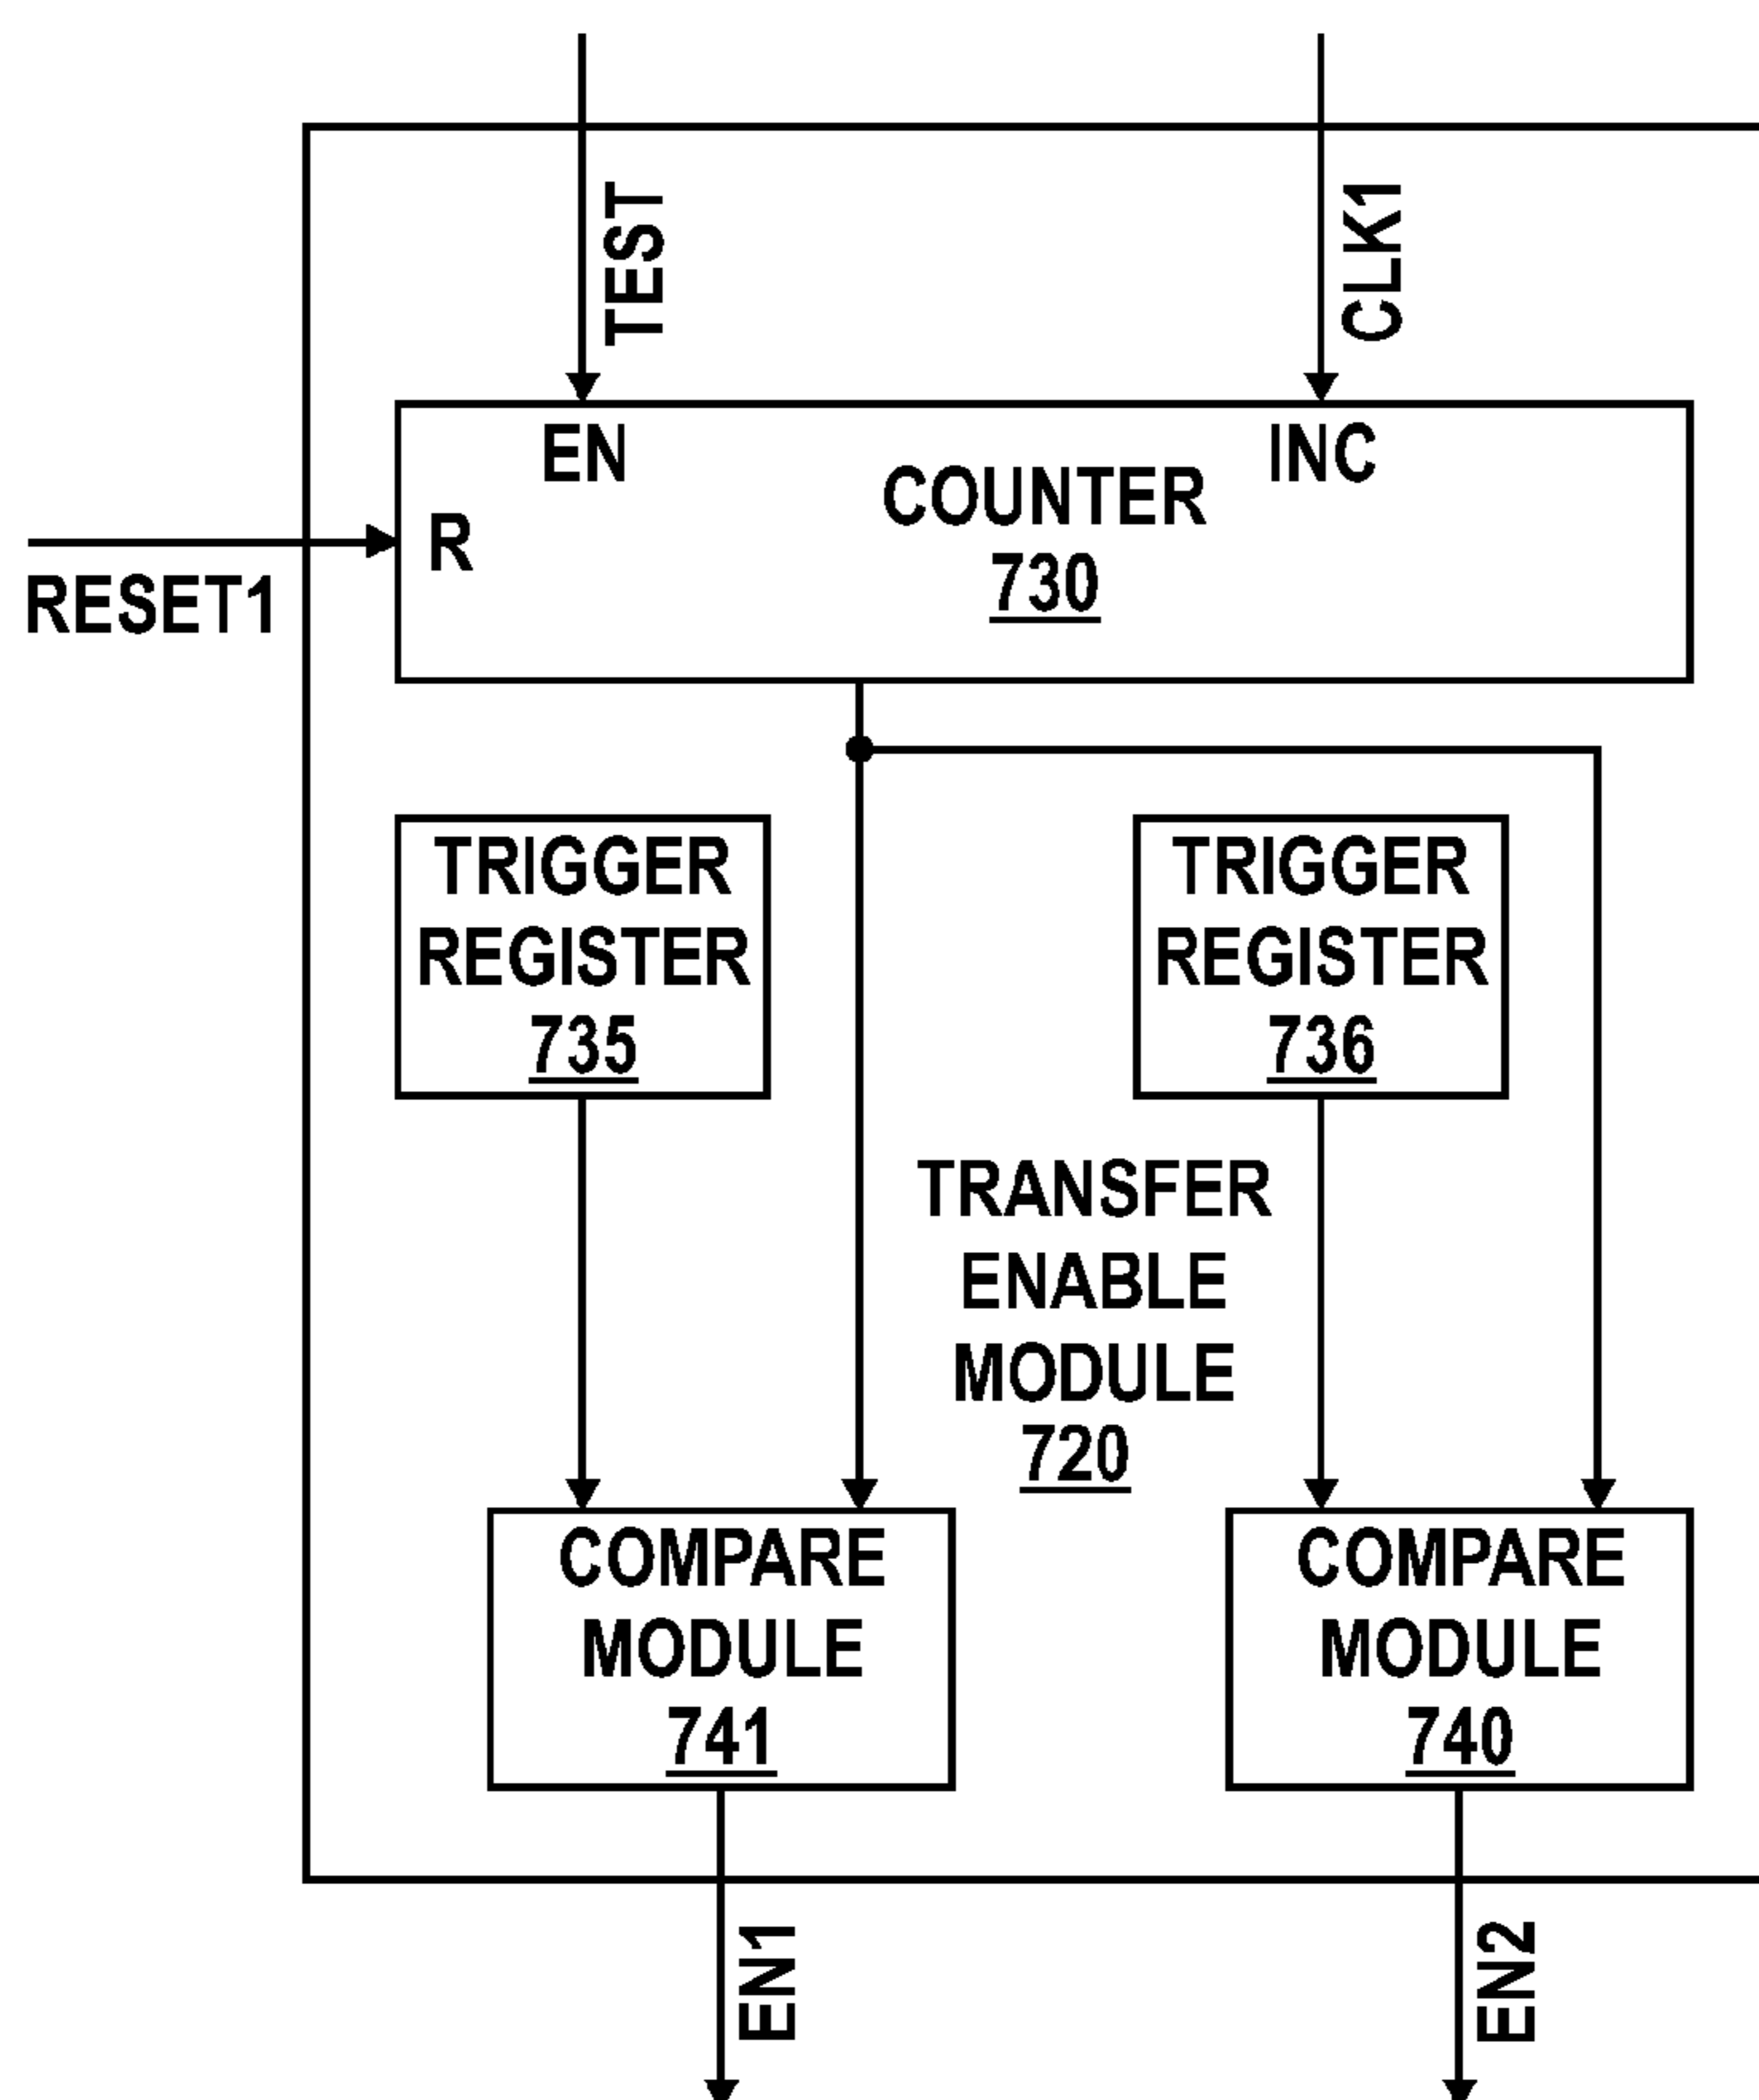 TEST
CLK1
EN
INC
COUNTER
730
R
RESET1
TRIGGER
REGISTER
735
TRIGGER
REGISTER
736
TRANSFER
ENABLE
MODULE
720
COMPARE
MODULE
741
COMPARE
MODULE
740
EN1
EN2